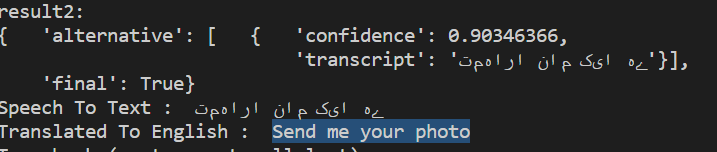 result2:
{   'alternative': [   {   'confidence': 0.90346366,
'transcript': 'تمہارا نام کیا ہے'}],
'final': True}
Speech To Text :  تمہارا نام کیا ہے
Translated To English :  Send me your photo